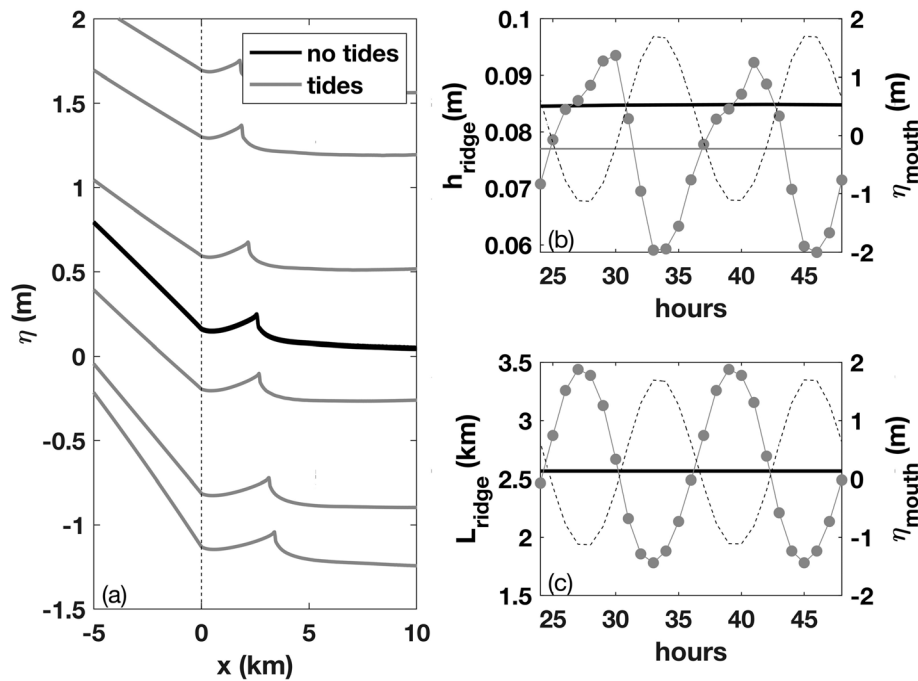 2
1.5
1
0.5
0
-0.5
-1
-1.5
η (m)
no tides
tides
(a)
-5 0 5 10
x (km)
0.1
0.09
0.08
0.07
0.06
h_ridge (m)
2
1
0
-1
-2
η_mouth (m)
(b)
25 30 35 40 45
hours
3.5
3
2.5
2
1.5
L_ridge (km)
2
1
0
-1
-2
η_mouth (m)
(c)
25 30 35 40 45
hours